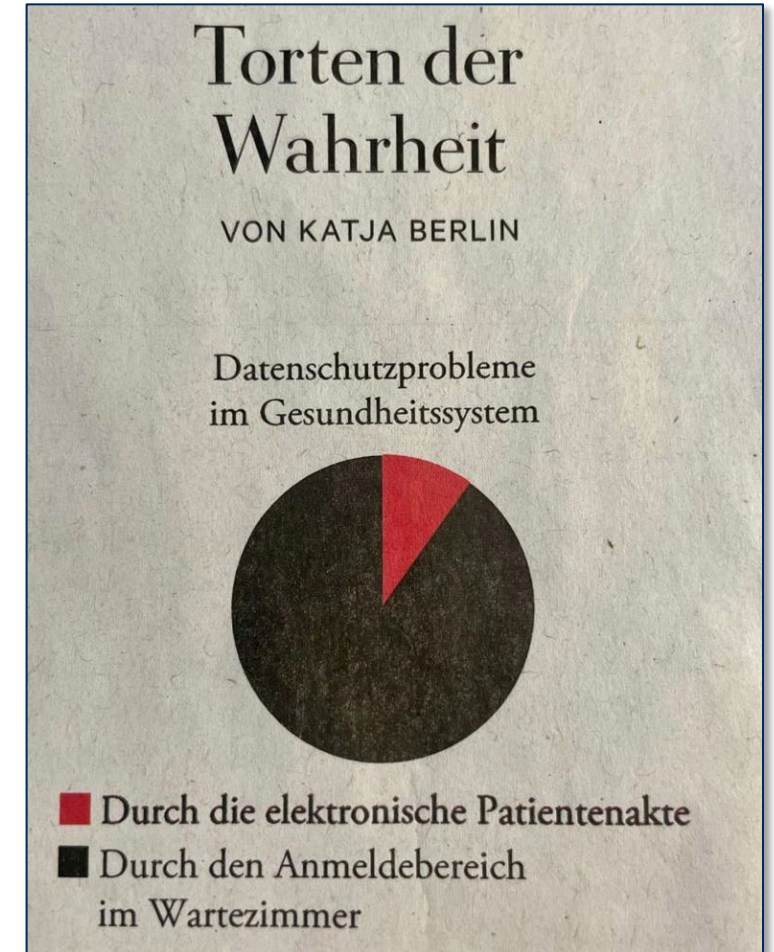 Torten der
Wahrheit
VON KATJA BERLIN
Datenschutzprobleme
im Gesundheitssystem
Durch die elektronische Patientenakte
Durch den Anmeldebereich
im Wartezimmer